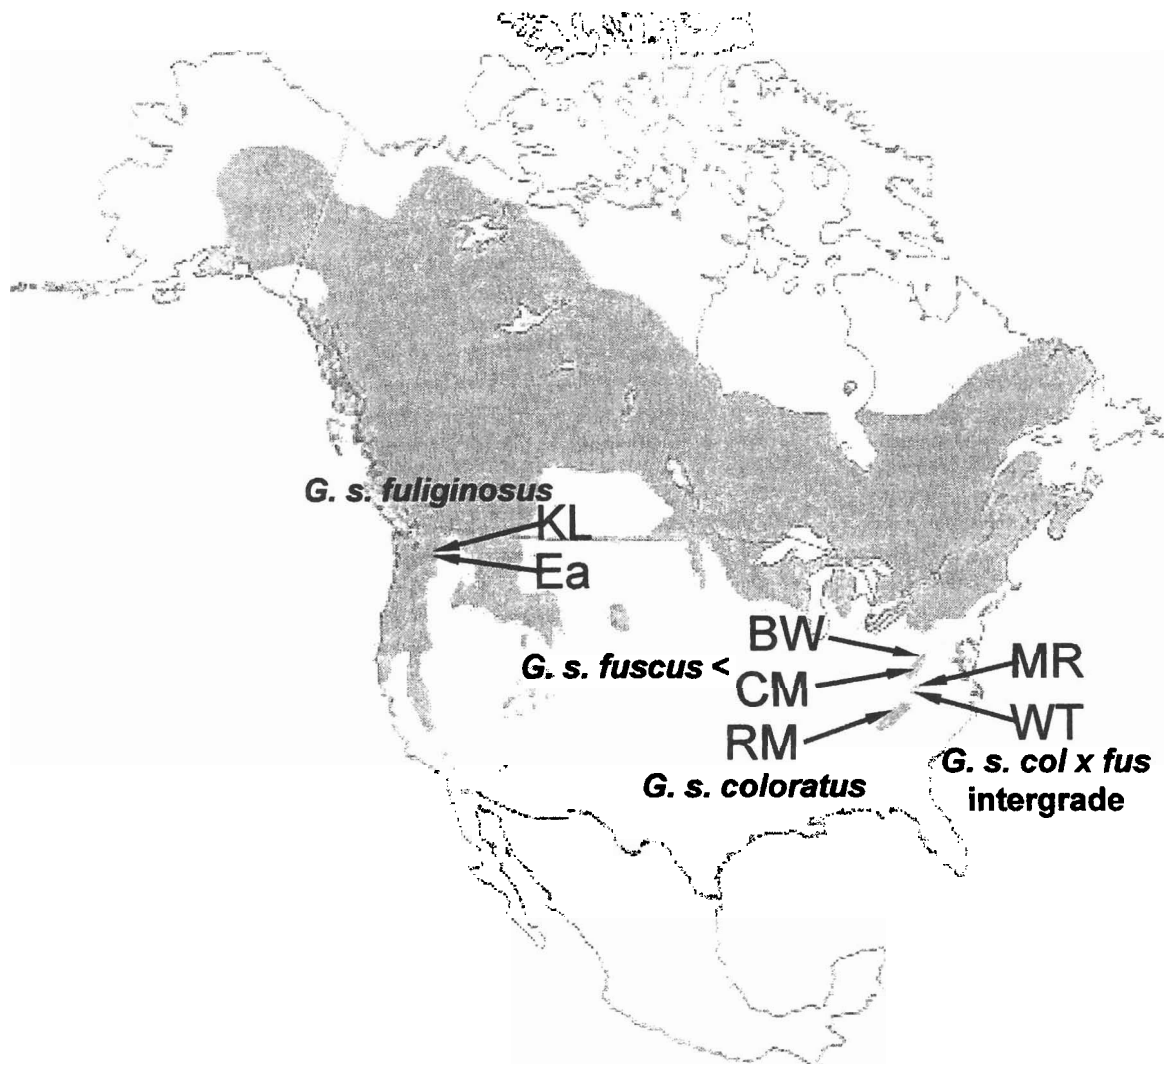 G. s. fuliginosus
KL
Ea
BW
G. s. fuscus <
CM
MR
RM
WT
G. s. coloratus
G. s. col x fus
intergrade